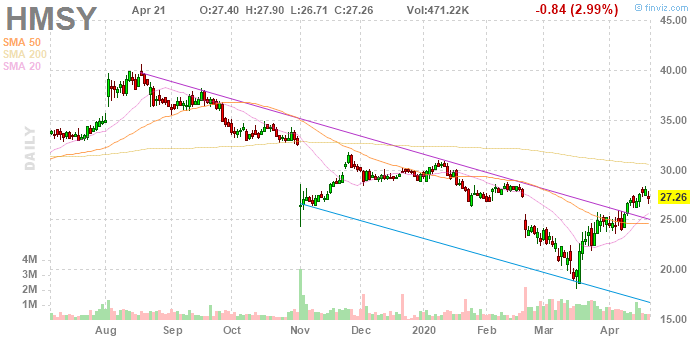 HMSY Apr 21 O:27.40 H:27.90 L:26.71 C:27.26 Vol:471.22K -0.84 (2.99%) finviz.com
SMA 50
SMA 200
SMA 20
DAILY
45.00
40.00
35.00
30.00
27.26
25.00
20.00
15.00
4M
3M
2M
1M
Aug Sep Oct Nov Dec 2020 Feb Mar Apr